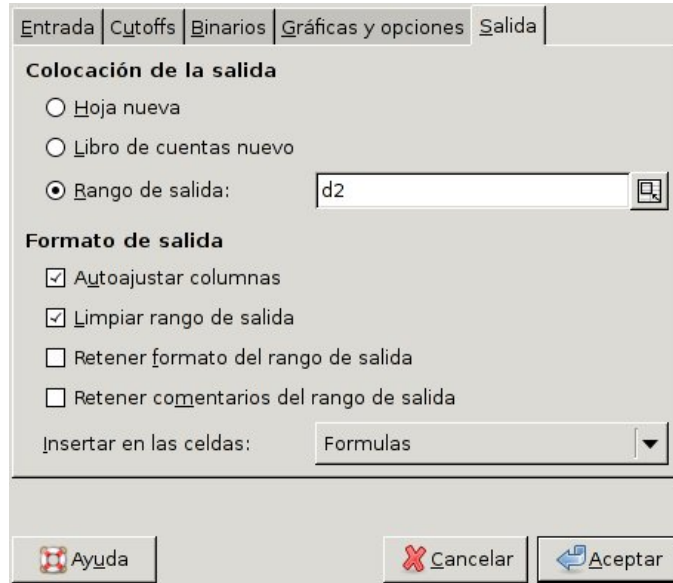 Entrada Cutoffs Binarios Gráficas y opciones Salida
Colocación de la salida
Hoja nueva
Libro de cuentas nuevo
Rango de salida: d2
Formato de salida
Autoajustar columnas
Limpiar rango de salida
Retener formato del rango de salida
Retener comentarios del rango de salida
Insertar en las celdas: Formulas
Ayuda Cancelar Aceptar